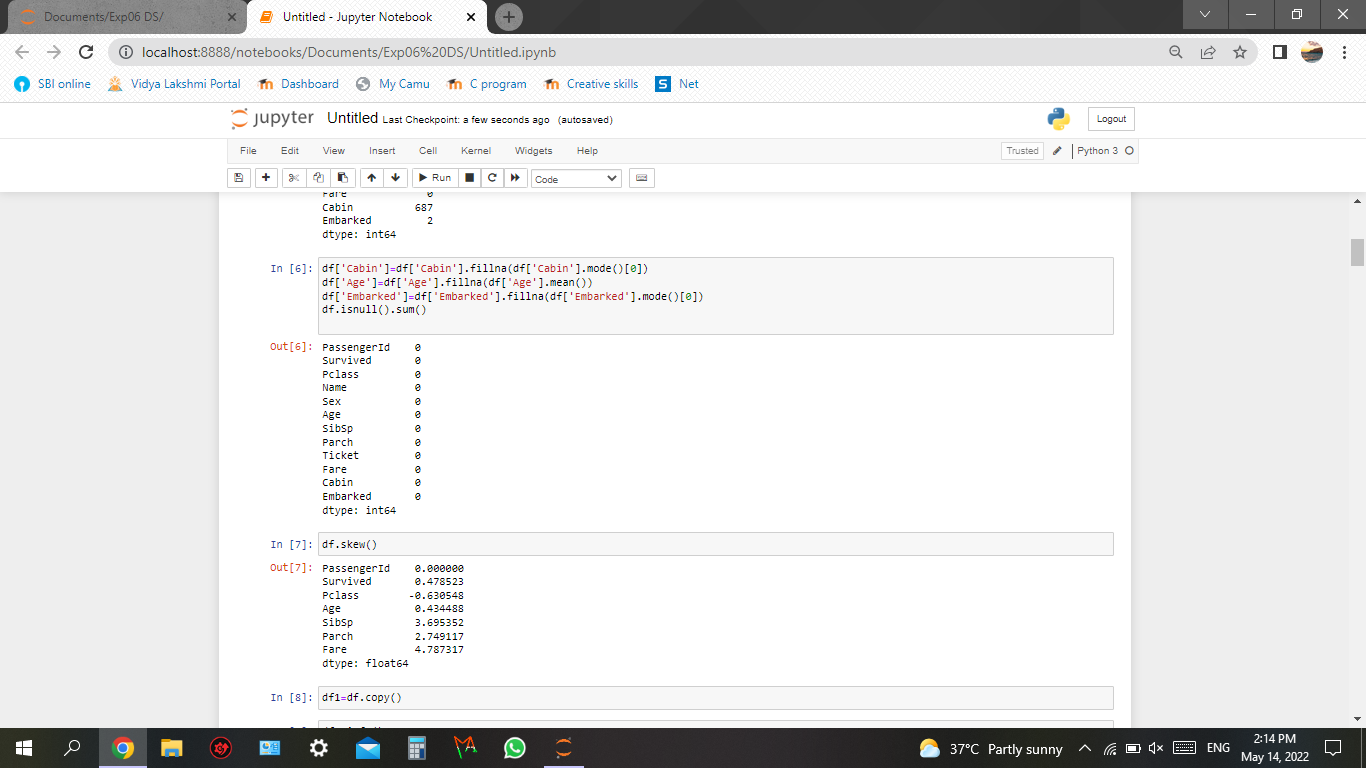 Documents/Exp06 DS/
Untitled - Jupyter Notebook
localhost:8888/notebooks/Documents/Exp06%20DS/Untitled.ipynb
SBI online Vidya Lakshmi Portal Dashboard My Camu C program Creative skills S Net
jupyter Untitled Last Checkpoint: a few seconds ago (autosaved) Logout
File Edit View Insert Cell Kernel Widgets Help Trusted Python 3
Run Code
Fare 0
Cabin 687
Embarked 2
dtype: int64
In [6]: df['Cabin']=df['Cabin'].fillna(df['Cabin'].mode()[0])
df['Age']=df['Age'].fillna(df['Age'].mean())
df['Embarked']=df['Embarked'].fillna(df['Embarked'].mode()[0])
df.isnull().sum()
Out[6]: PassengerId 0
Survived 0
Pclass 0
Name 0
Sex 0
Age 0
SibSp 0
Parch 0
Ticket 0
Fare 0
Cabin 0
Embarked 0
dtype: int64
In [7]: df.skew()
Out[7]: PassengerId 0.000000
Survived 0.478523
Pclass -0.630548
Age 0.434488
SibSp 3.695352
Parch 2.749117
Fare 4.787317
dtype: float64
In [8]: df1=df.copy()
37°C Partly sunny ENG 2:14 PM
May 14, 2022